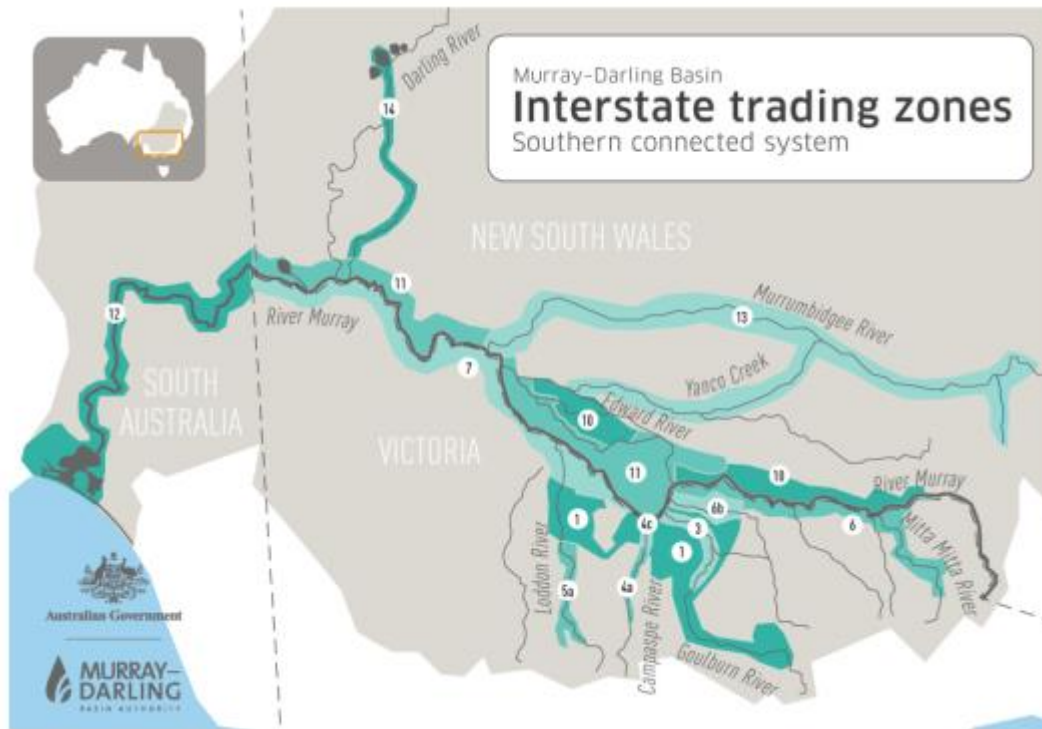 Murray–Darling Basin
Interstate trading zones
Southern connected system
Darling River
14
NEW SOUTH WALES
11
12
River Murray
13
Murrumbidgee River
7
Yanco Creek
SOUTH
AUSTRALIA
VICTORIA
10
Edward River
11
10
River Murray
1
4c
3
6b
6
1
Mitta Mitta River
Loddon River
5a
4a
Campaspe River
Goulburn River
Australian Government
MURRAY–
DARLING
BASIN AUTHORITY